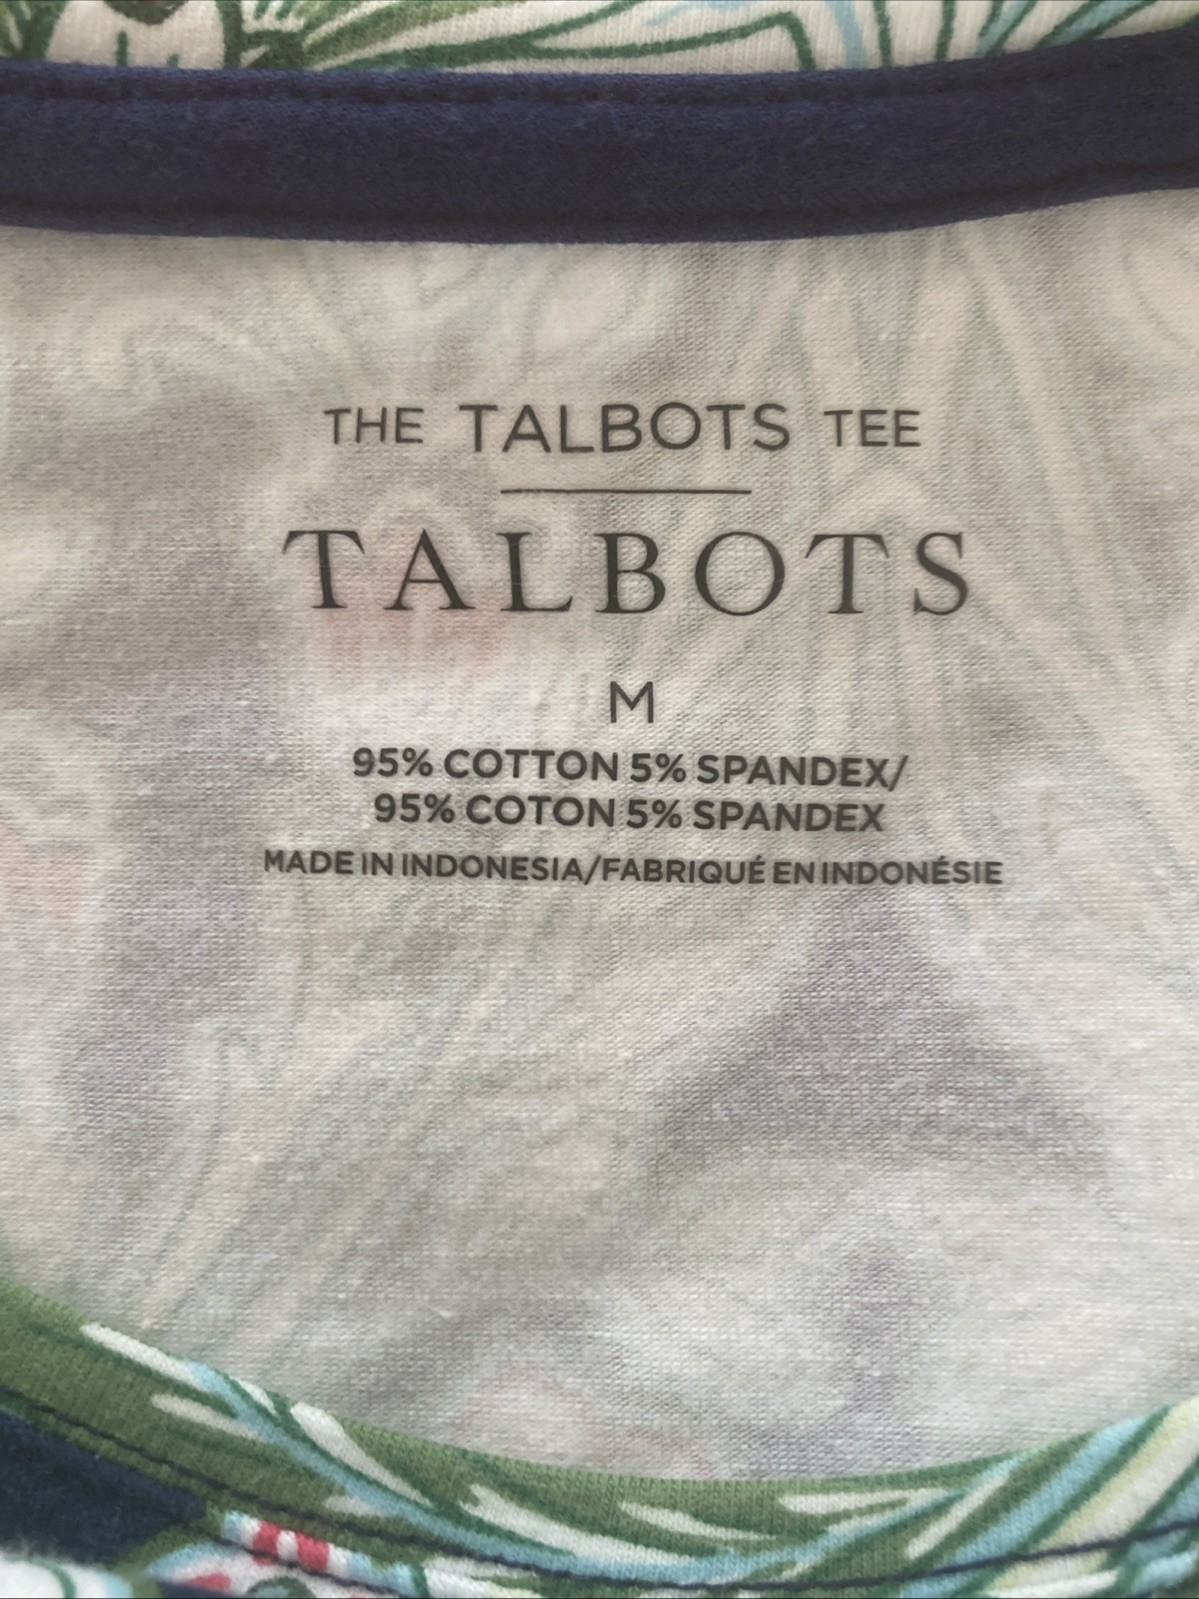 THE TALBOTS TEE
TALBOTS
M
95% COTTON 5% SPANDEX/
95% COTON 5% SPANDEX
MADE IN INDONESIA/FABRIQUÉ EN INDONÉSIE